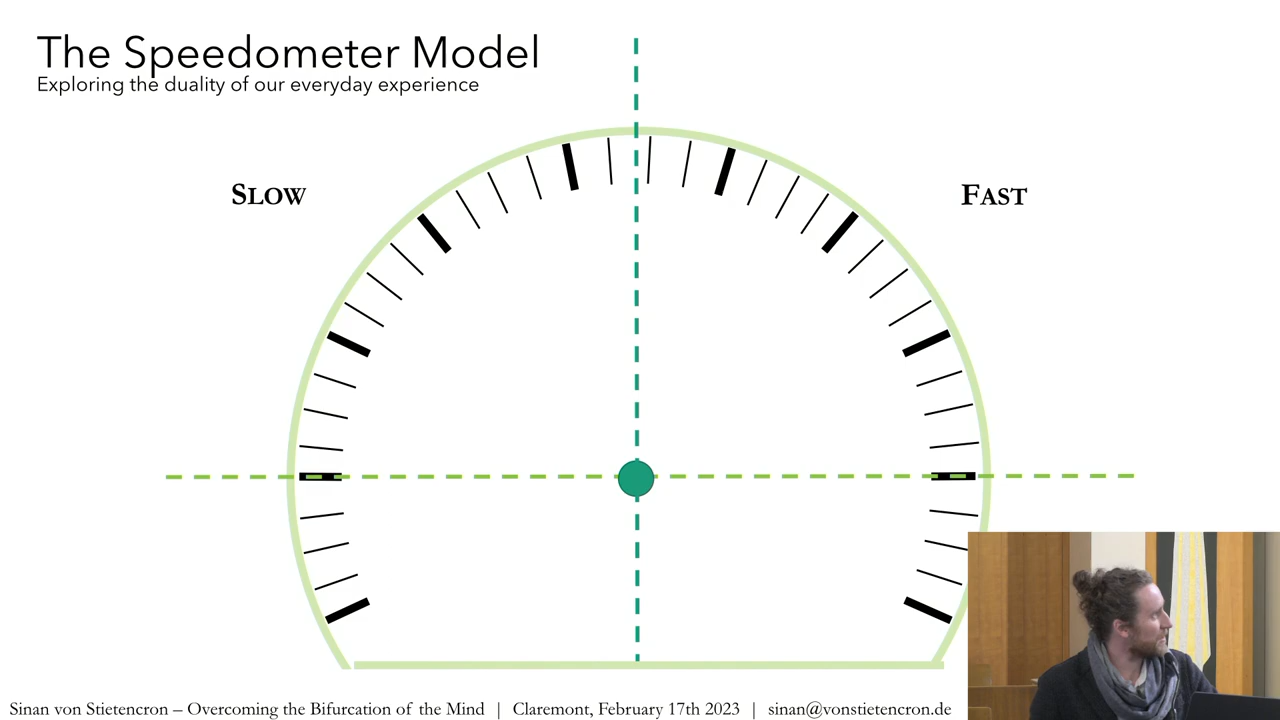 The Speedometer Model
Exploring the duality of our everyday experience
SLOW
FAST
Sinan von Stietencron – Overcoming the Bifurcation of the Mind | Claremont, February 17th 2023 | sinan@vonstietencron.de